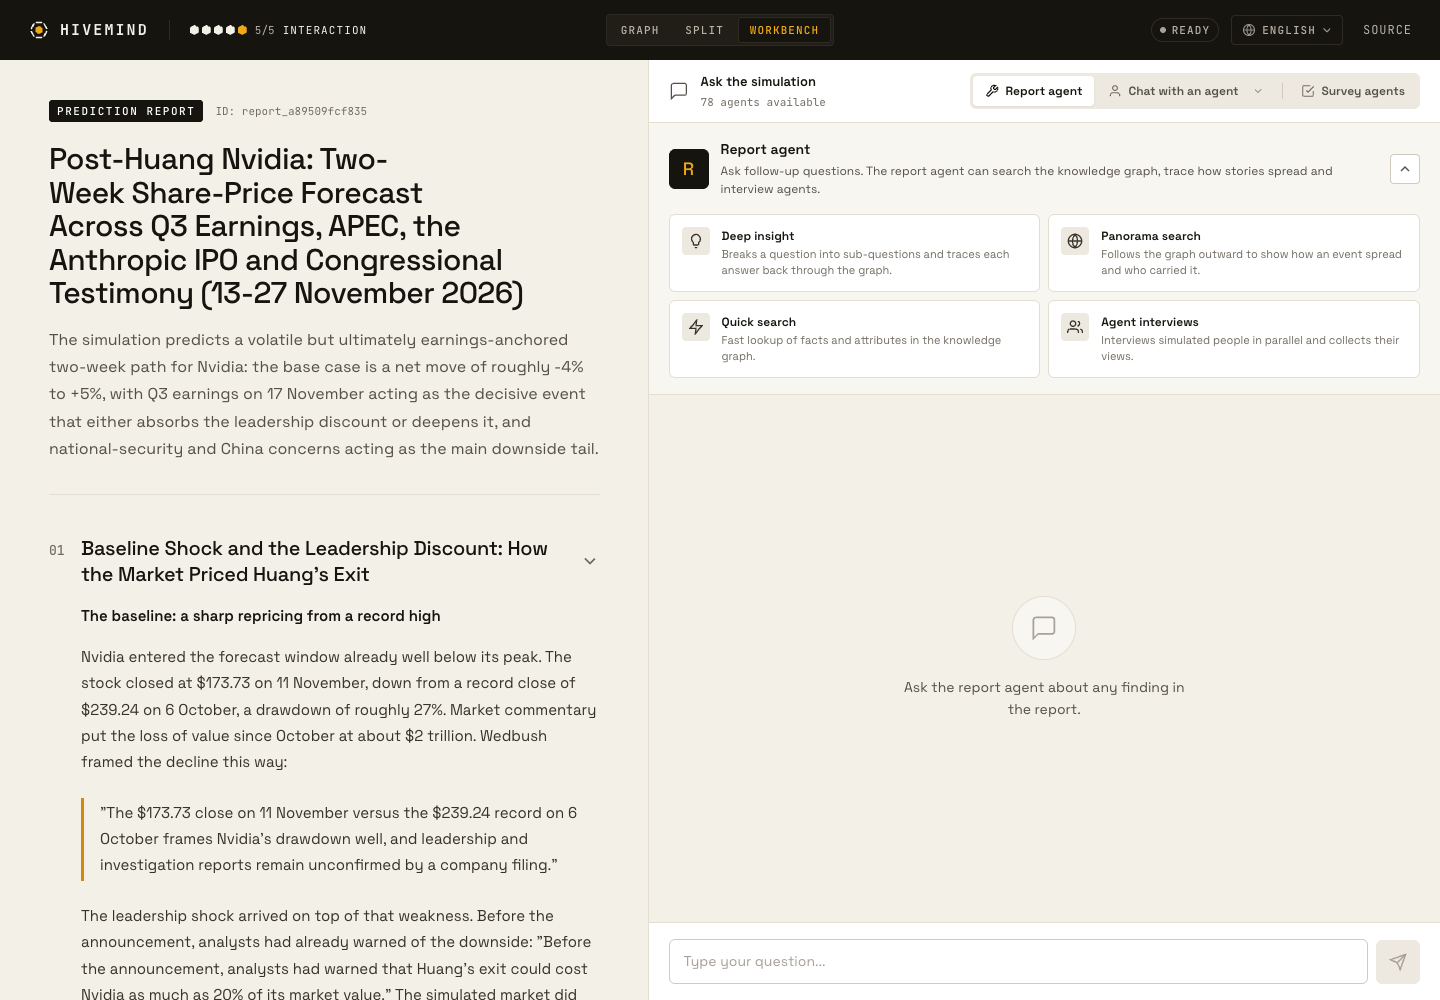 HIVEMIND
5/5 INTERACTION
GRAPH SPLIT WORKBENCH
READY
ENGLISH
SOURCE
PREDICTION REPORT ID: report_a89509fcf835
Post-Huang Nvidia: Two-
Week Share-Price Forecast
Across Q3 Earnings, APEC, the
Anthropic IPO and Congressional
Testimony (13-27 November 2026)
The simulation predicts a volatile but ultimately earnings-anchored
two-week path for Nvidia: the base case is a net move of roughly -4%
to +5%, with Q3 earnings on 17 November acting as the decisive event
that either absorbs the leadership discount or deepens it, and
national-security and China concerns acting as the main downside tail.
01
Baseline Shock and the Leadership Discount: How
the Market Priced Huang's Exit
The baseline: a sharp repricing from a record high
Nvidia entered the forecast window already well below its peak. The
stock closed at $173.73 on 11 November, down from a record close of
$239.24 on 6 October, a drawdown of roughly 27%. Market commentary
put the loss of value since October at about $2 trillion. Wedbush
framed the decline this way:
"The $173.73 close on 11 November versus the $239.24 record on 6
October frames Nvidia's drawdown well, and leadership and
investigation reports remain unconfirmed by a company filing."
The leadership shock arrived on top of that weakness. Before the
announcement, analysts had already warned of the downside: "Before
the announcement, analysts had warned that Huang's exit could cost
Nvidia as much as 20% of its market value." The simulated market did
Ask the simulation
78 agents available
Report agent
Chat with an agent
Survey agents
R
Report agent
Ask follow-up questions. The report agent can search the knowledge graph, trace how stories spread and
interview agents.
Deep insight
Breaks a question into sub-questions and traces each
answer back through the graph.
Panorama search
Follows the graph outward to show how an event spread
and who carried it.
Quick search
Fast lookup of facts and attributes in the knowledge
graph.
Agent interviews
Interviews simulated people in parallel and collects their
views.
Ask the report agent about any finding in
the report.
Type your question...